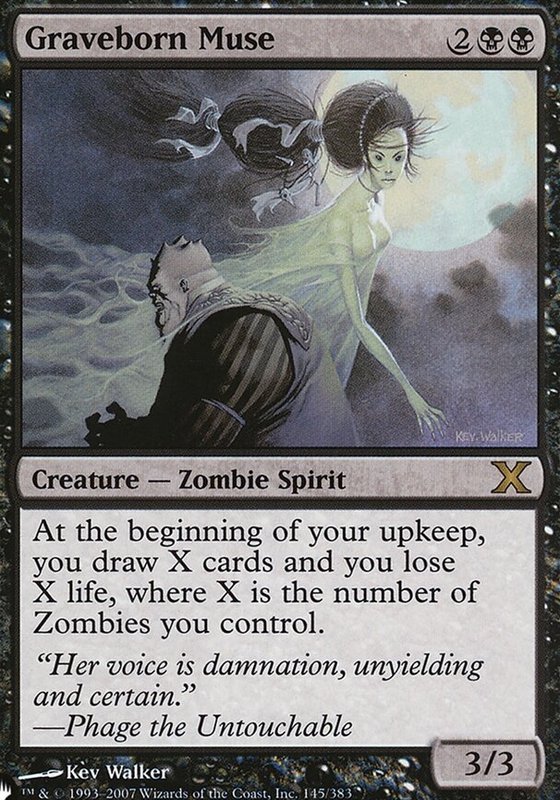 Graveborn Muse 2
KEV WALKER
Creature — Zombie Spirit X
At the beginning of your upkeep,
you draw X cards and you lose
X life, where X is the number of
Zombies you control.
“Her voice is damnation, unyielding
and certain.”
—Phage the Untouchable
Kev Walker
™ & © 1993–2007 Wizards of the Coast, Inc. 145/383
3/3